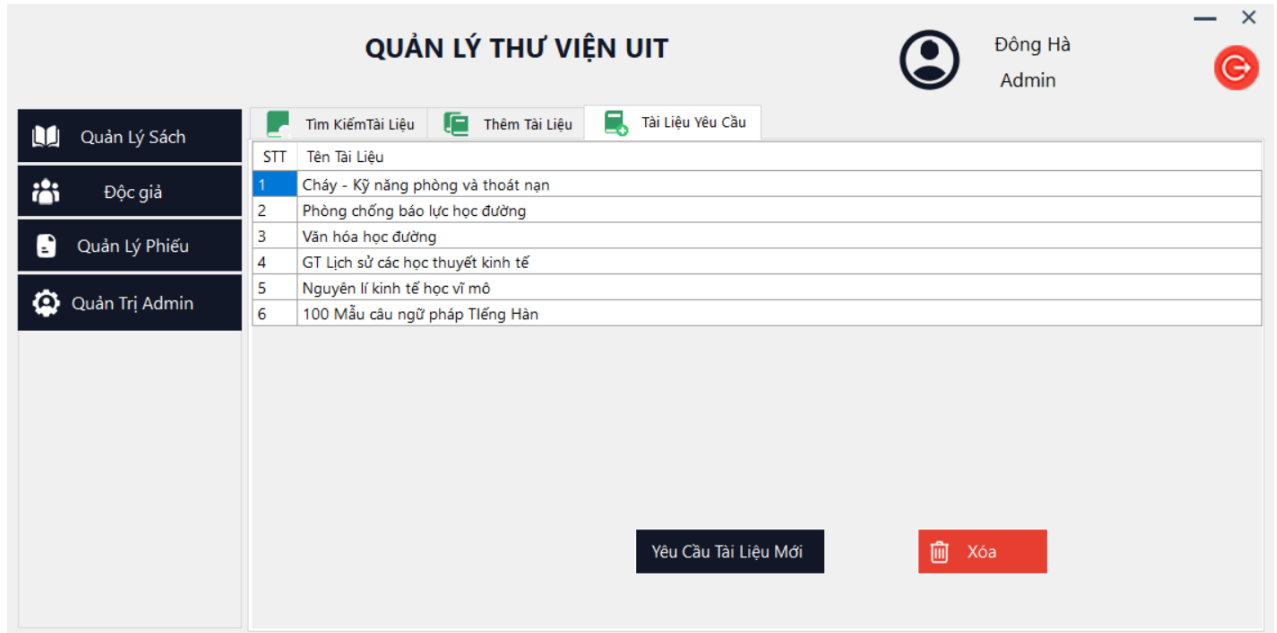 QUẢN LÝ THƯ VIỆN UIT
Đông Hà
Admin
Quản Lý Sách
Độc giả
Quản Lý Phiếu
Quản Trị Admin
Tìm KiếmTài Liệu
Thêm Tài Liệu
Tài Liệu Yêu Cầu
STT Tên Tài Liệu
1 Cháy - Kỹ năng phòng và thoát nạn
2 Phòng chống báo lực học đường
3 Văn hóa học đường
4 GT Lịch sử các học thuyết kinh tế
5 Nguyên lí kinh tế học vĩ mô
6 100 Mẫu câu ngữ pháp TIếng Hàn
Yêu Cầu Tài Liệu Mới
Xóa